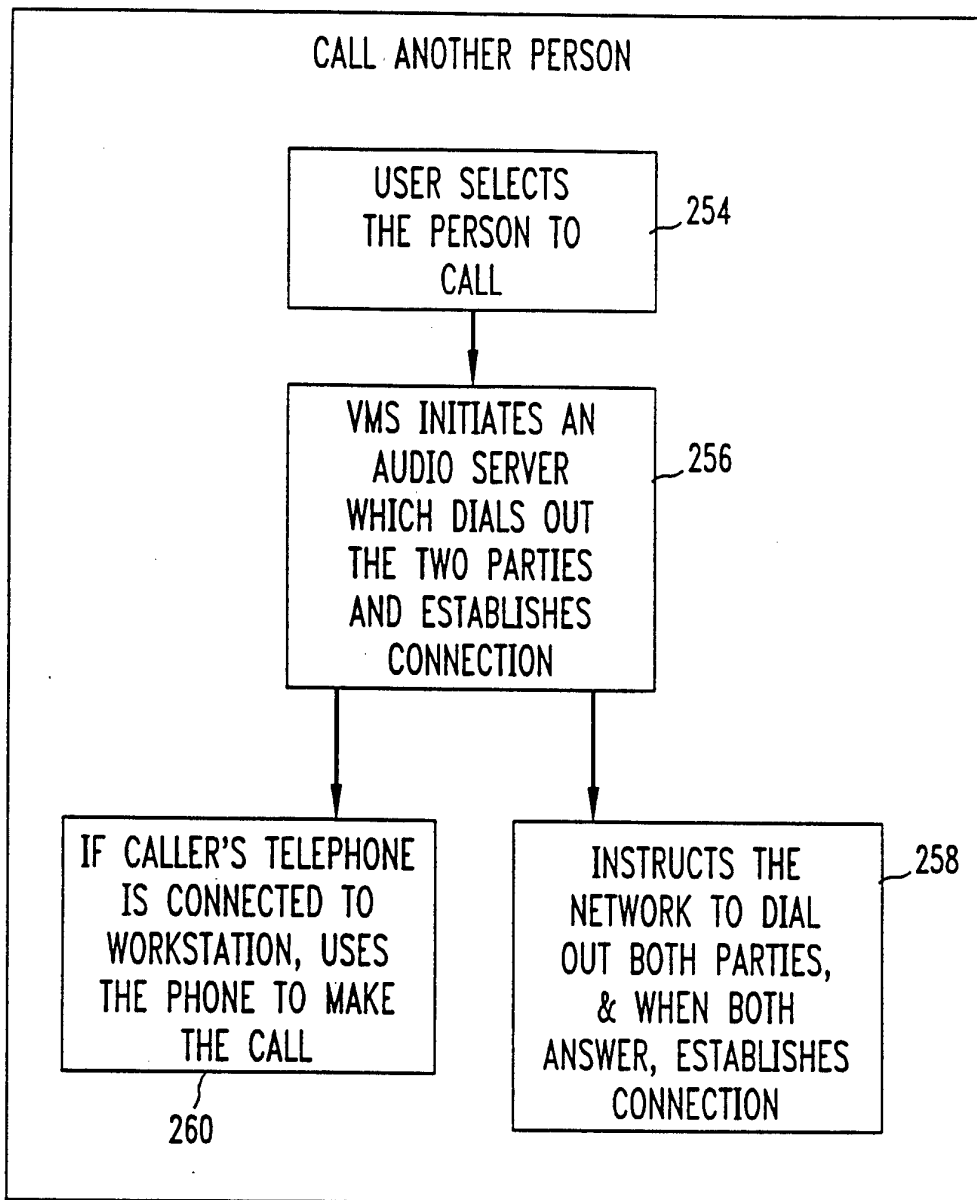 CALL ANOTHER PERSON
USER SELECTS
THE PERSON TO
CALL
254
VMS INITIATES AN
AUDIO SERVER
WHICH DIALS OUT
THE TWO PARTIES
AND ESTABLISHES
CONNECTION
256
IF CALLER'S TELEPHONE
IS CONNECTED TO
WORKSTATION, USES
THE PHONE TO MAKE
THE CALL
260
INSTRUCTS THE
NETWORK TO DIAL
OUT BOTH PARTIES,
& WHEN BOTH
ANSWER, ESTABLISHES
CONNECTION
258